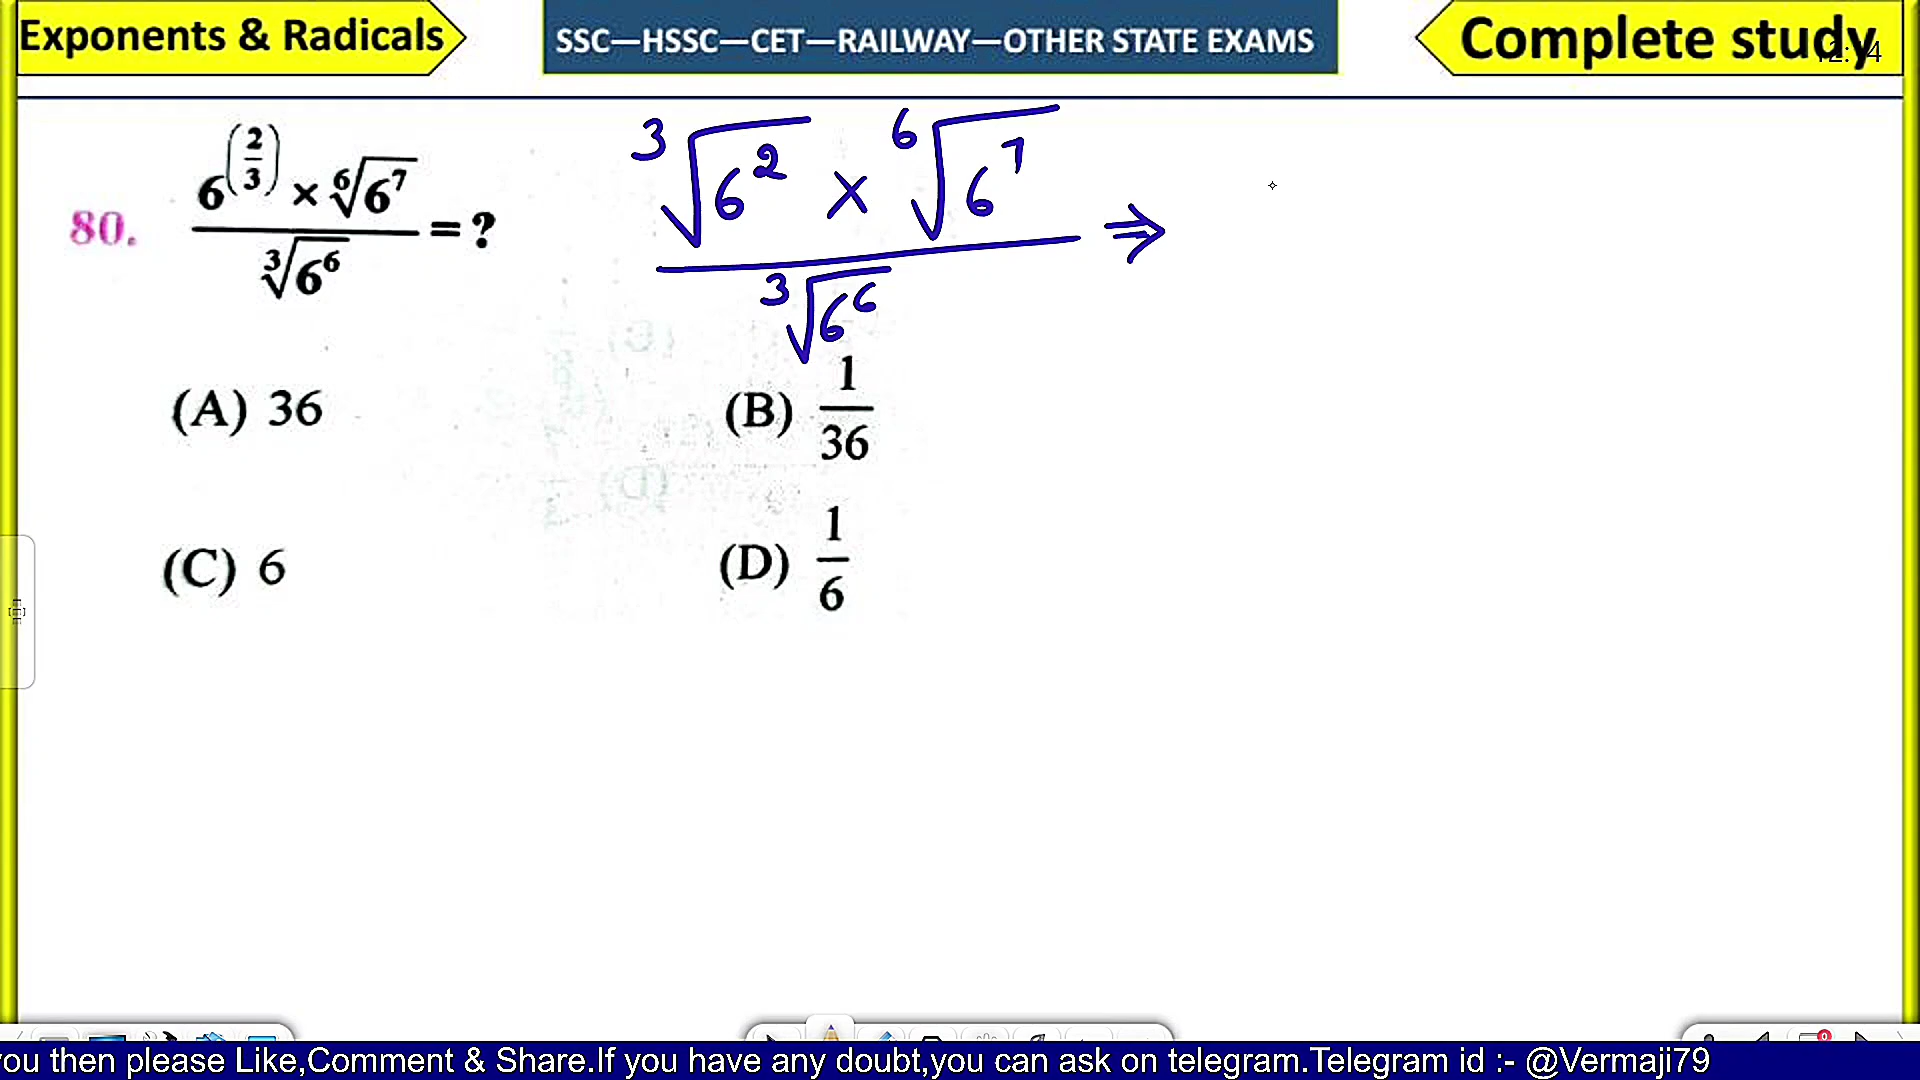 Exponents & Radicals
SSC—HSSC—CET—RAILWAY—OTHER STATE EXAMS
Complete study
80. 6^(2/3) × ⁶√6⁷ / ³√6⁶ = ?
³√6² × ⁶√6⁷ / ³√6⁶ ⇒
(A) 36
(B) 1/36
(C) 6
(D) 1/6
you then please Like,Comment & Share.If you have any doubt,you can ask on telegram.Telegram id :- @Vermaji79